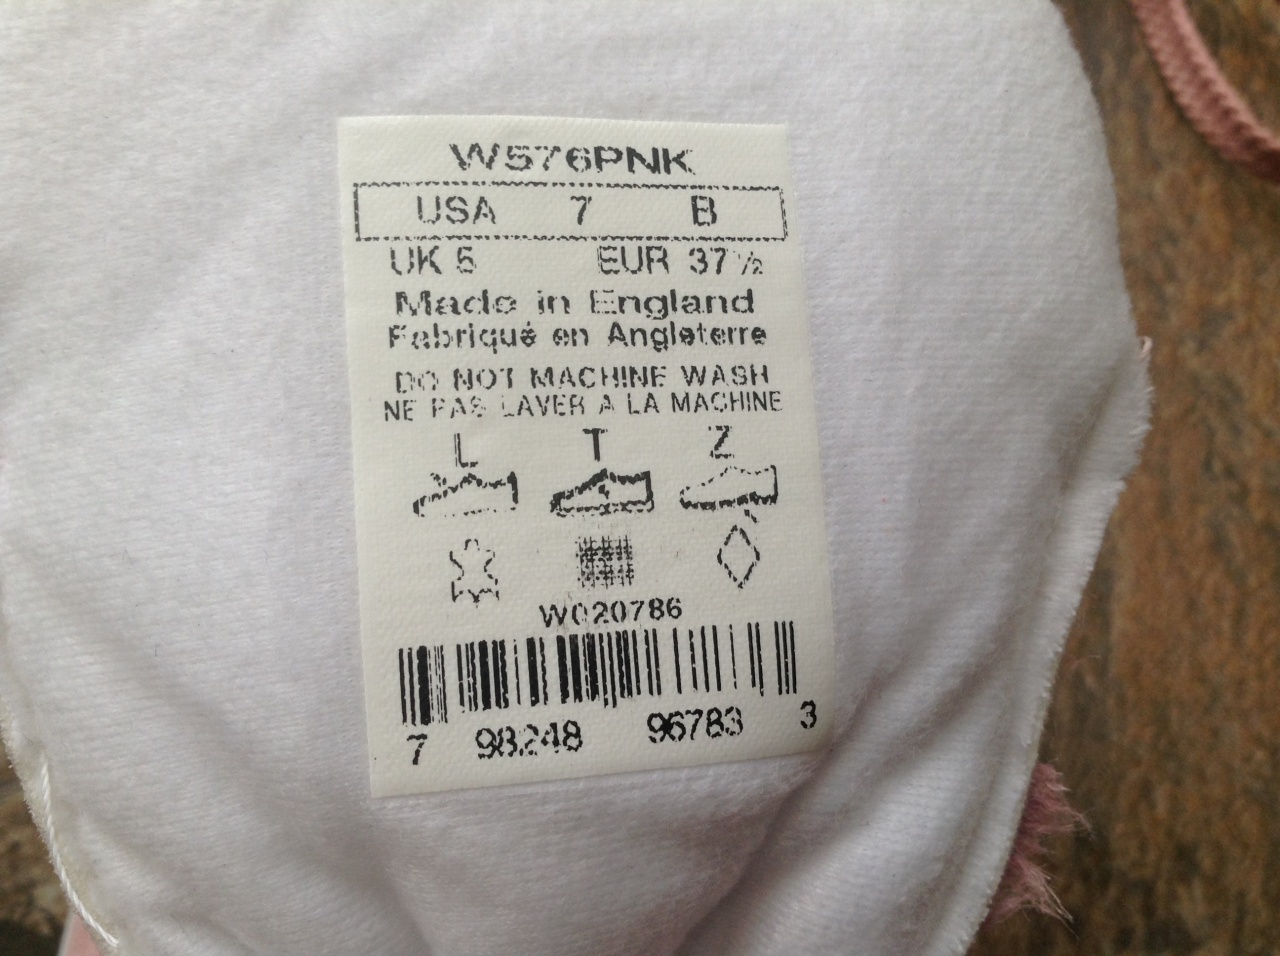 W576PNK
USA 7 B
UK 5 EUR 37½
Made in England
Fabriqué en Angleterre
DO NOT MACHINE WASH
NE PAS LAVER A LA MACHINE
L T Z
W020786
7 98248 96783 3